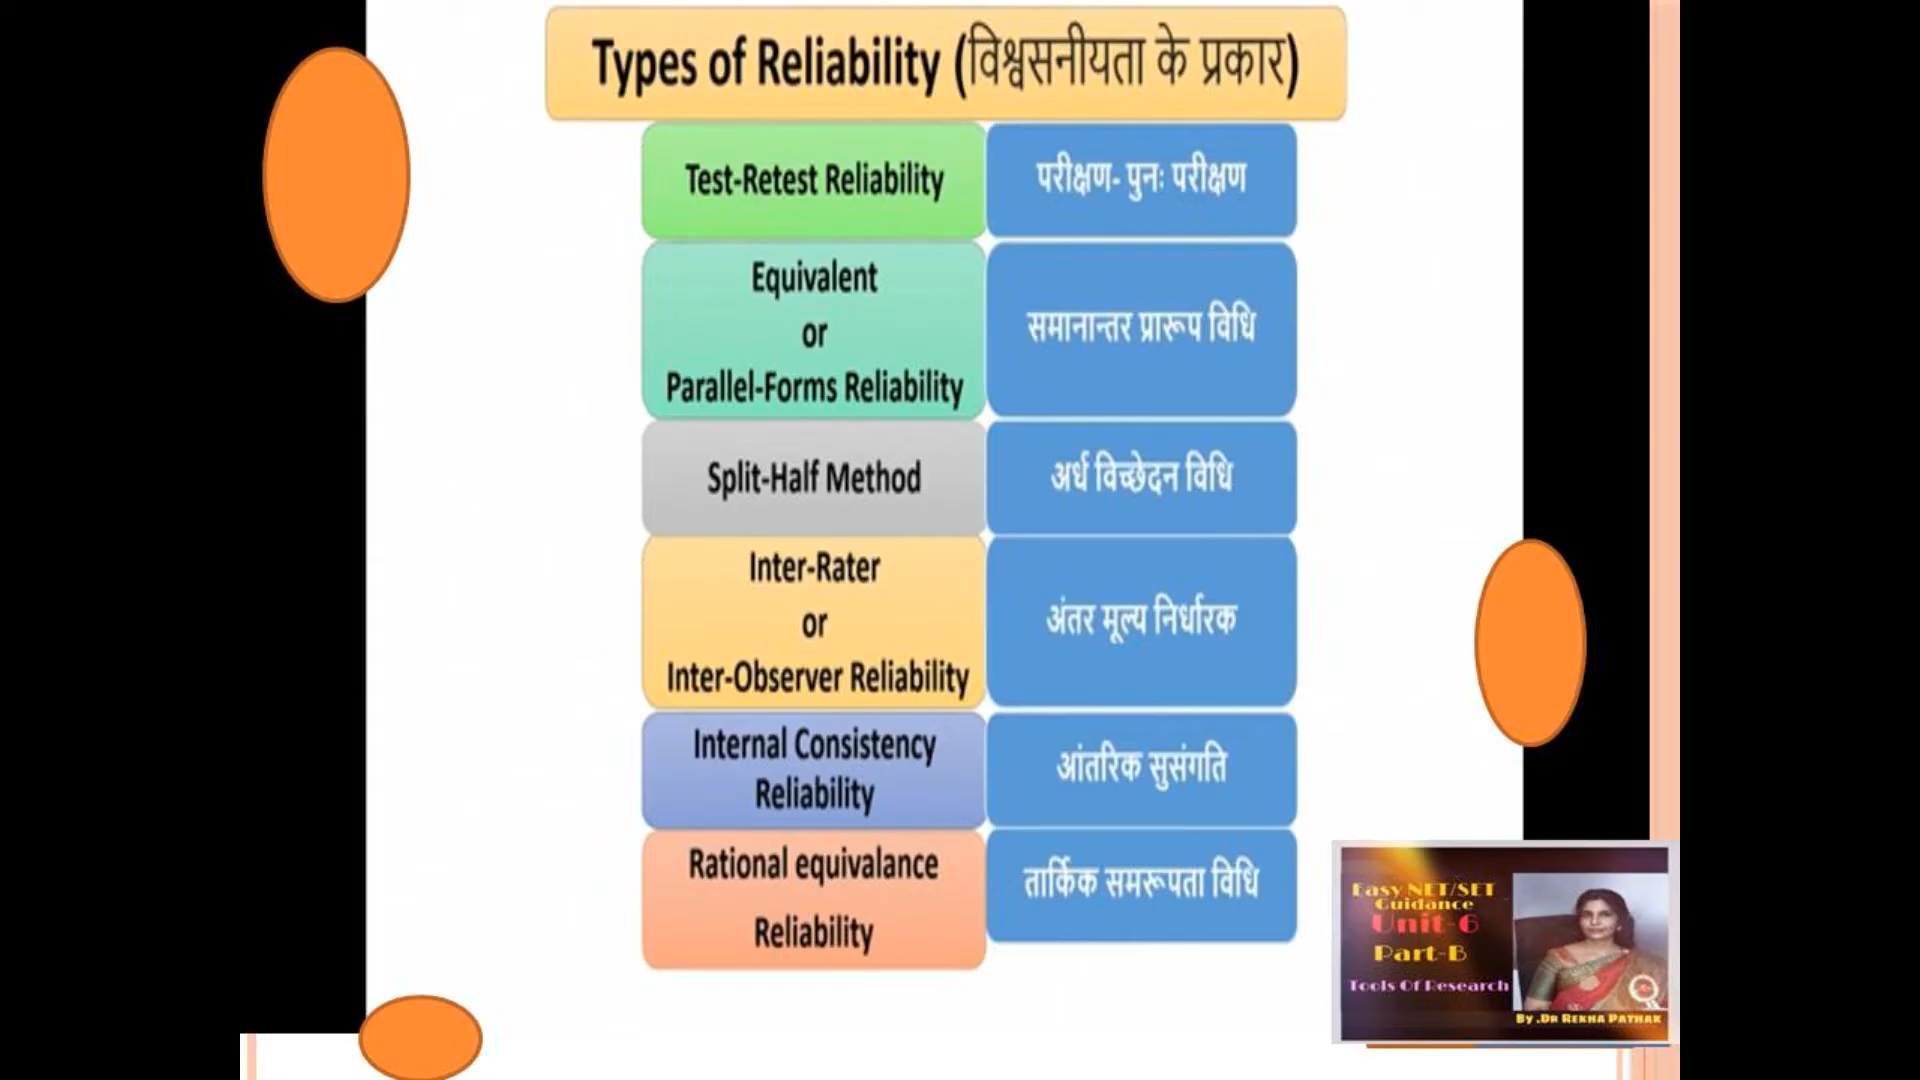 Types of Reliability (विश्वसनीयता के प्रकार)
Test-Retest Reliability
परीक्षण- पुनः परीक्षण
Equivalent
or
Parallel-Forms Reliability
समानान्तर प्रारूप विधि
Split-Half Method
अर्ध विच्छेदन विधि
Inter-Rater
or
Inter-Observer Reliability
अंतर मूल्य निर्धारक
Internal Consistency
Reliability
आंतरिक सुसंगति
Rational equivalance
Reliability
तार्किक समरूपता विधि
Easy NET/SET
Guidance
Unit-6
Part-B
Tools Of Research
By .Dr Rekha Pathak